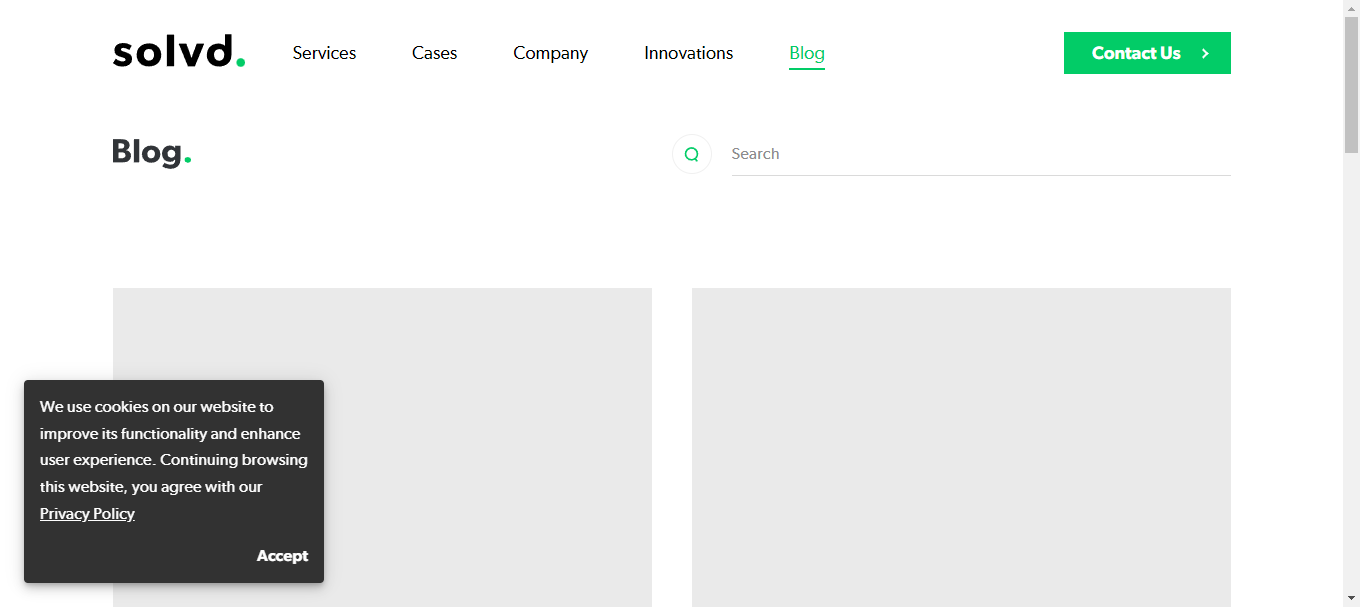 solvd. Services Cases Company Innovations Blog Contact Us
Blog. Search
We use cookies on our website to
improve its functionality and enhance
user experience. Continuing browsing
this website, you agree with our
Privacy Policy
Accept